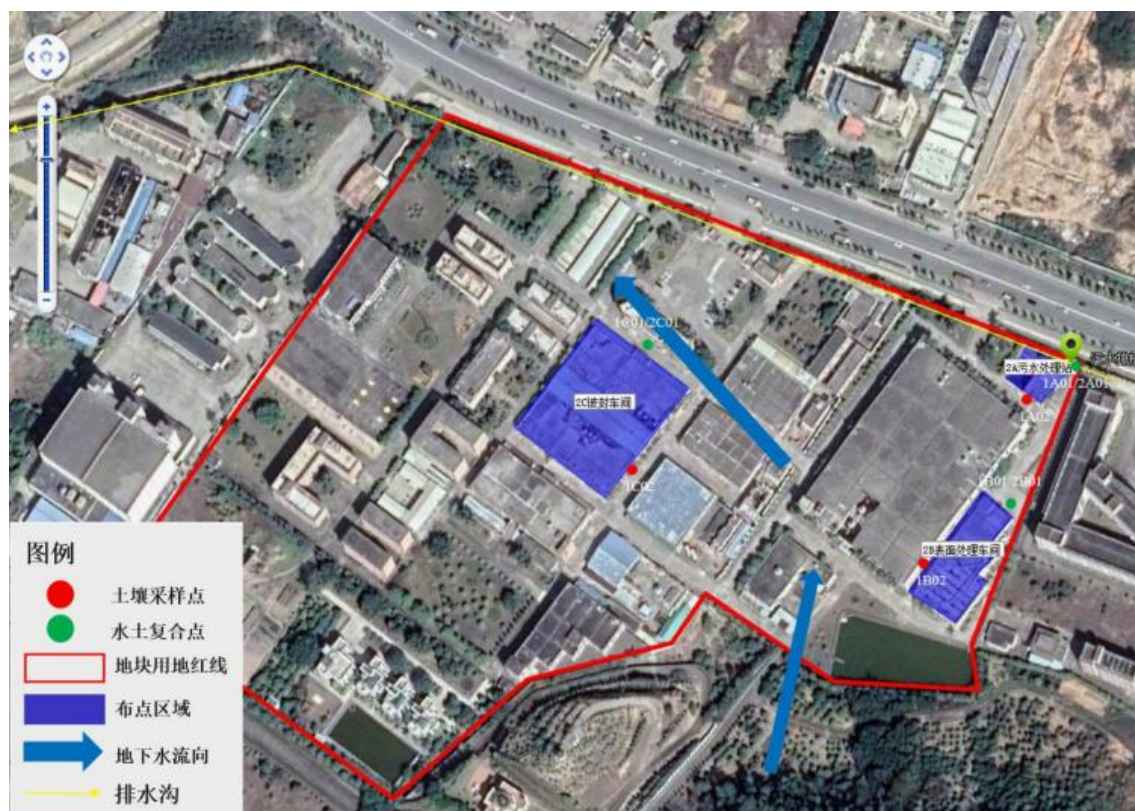 1C01/2C01
2C玻封车间
1C02
2A污水处理站
1A01/2A01
1A02
1B01/2B01
2B表面处理车间
1B02
图例
土壤采样点
水土复合点
地块用地红线
布点区域
地下水流向
排水沟